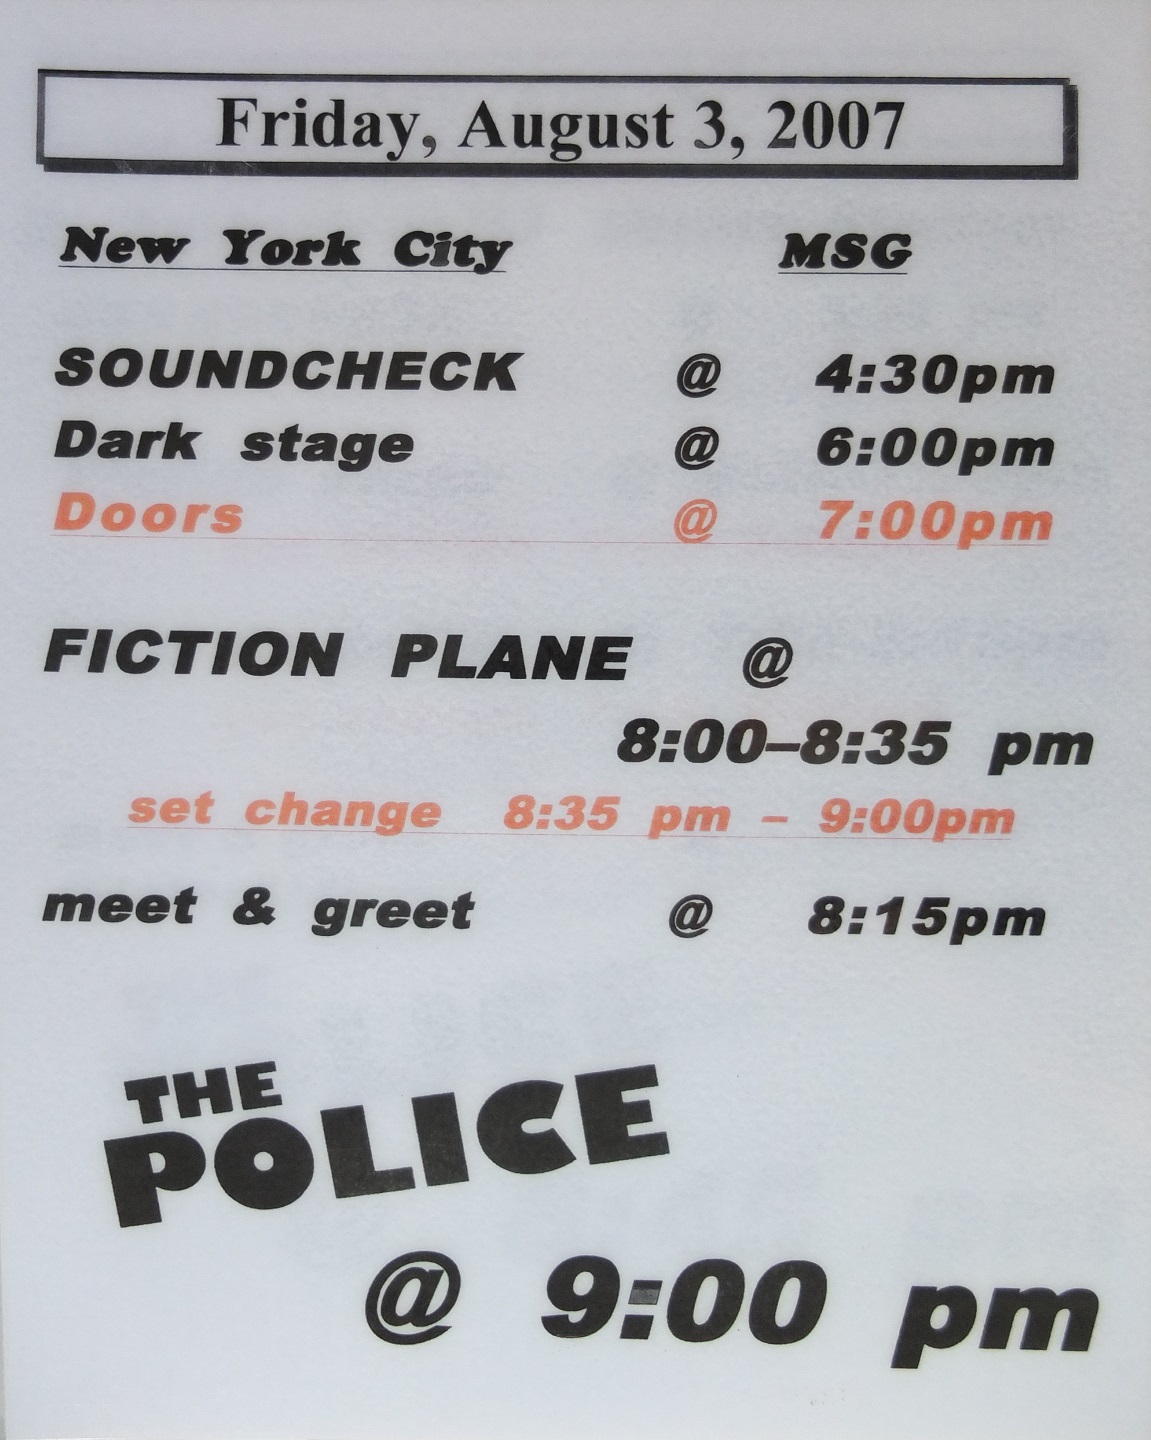 Friday, August 3, 2007
New York City MSG
SOUNDCHECK @ 4:30pm
Dark stage @ 6:00pm
Doors @ 7:00pm
FICTION PLANE @
8:00–8:35 pm
set change 8:35 pm – 9:00pm
meet & greet @ 8:15pm
THE
POLICE
@ 9:00 pm